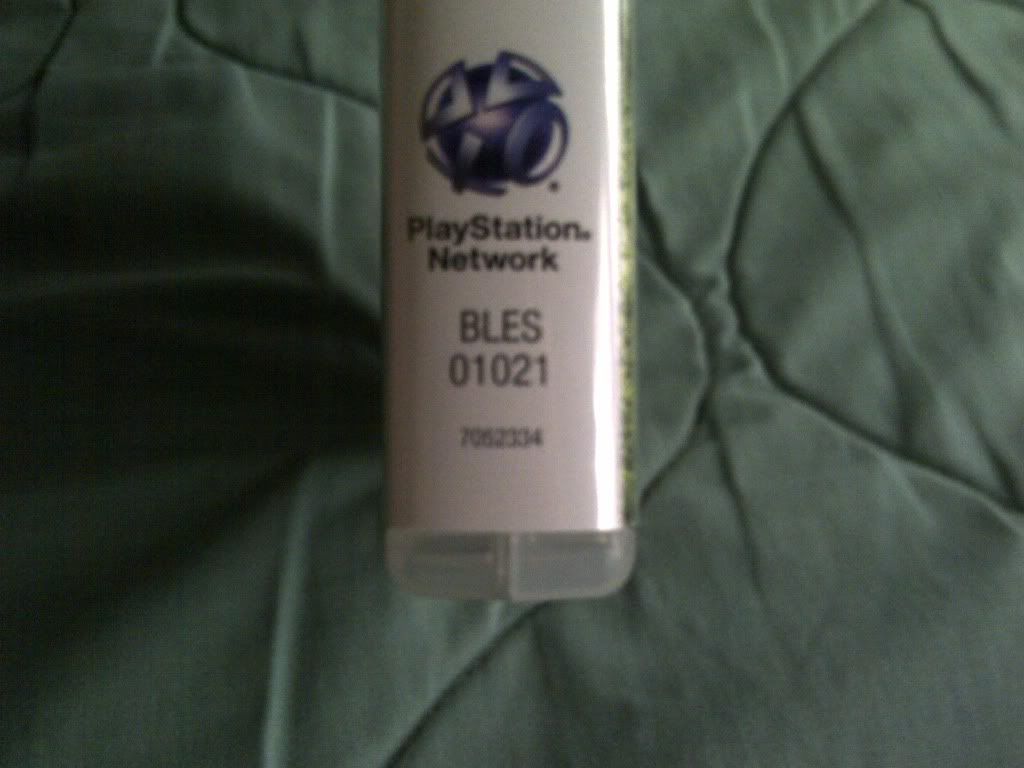 PlayStation®
Network
BLES
01021
7052334